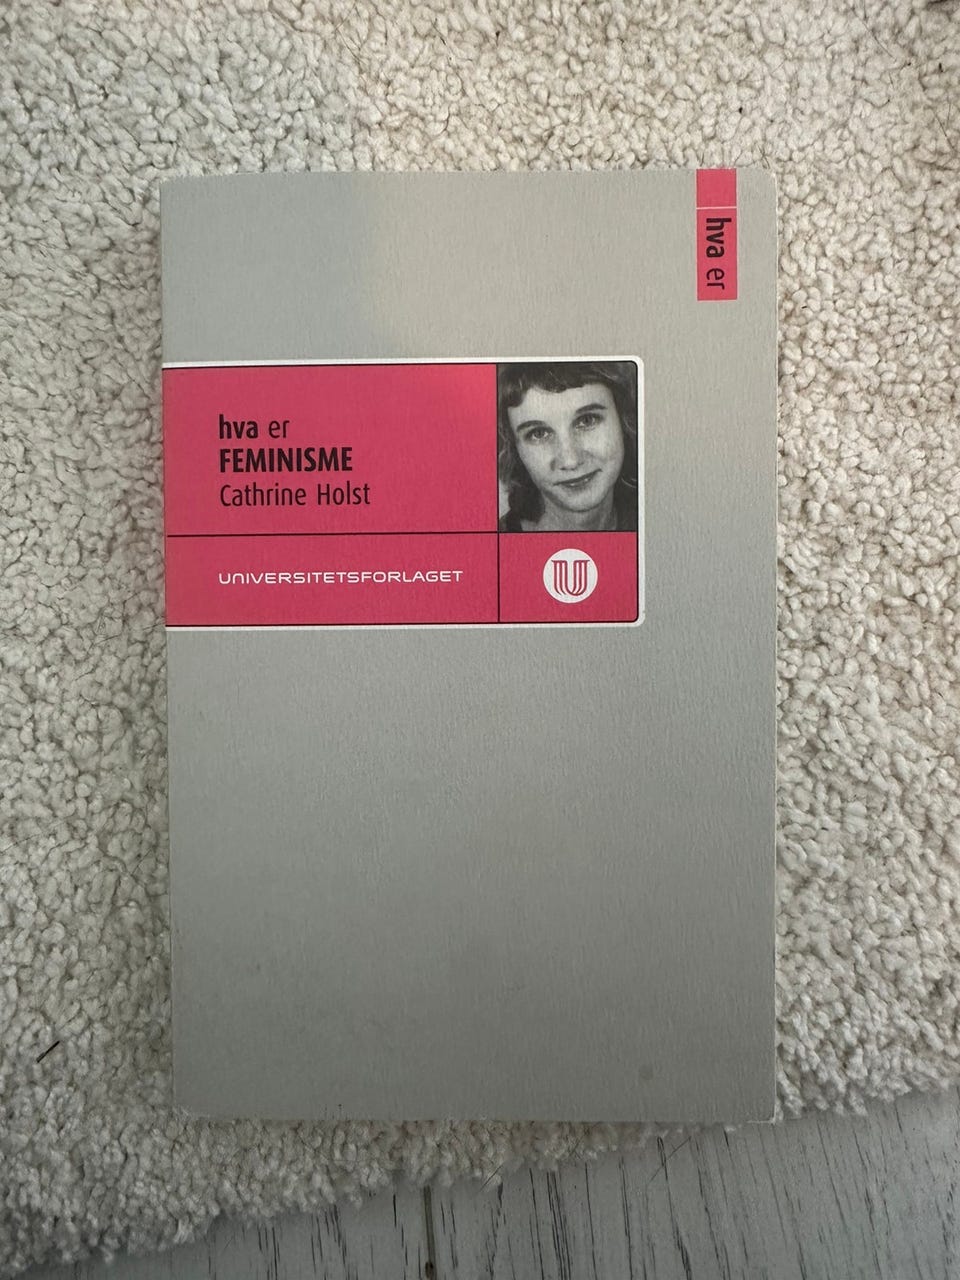 hva er
hva er
FEMINISME
Cathrine Holst
UNIVERSITETSFORLAGET
U